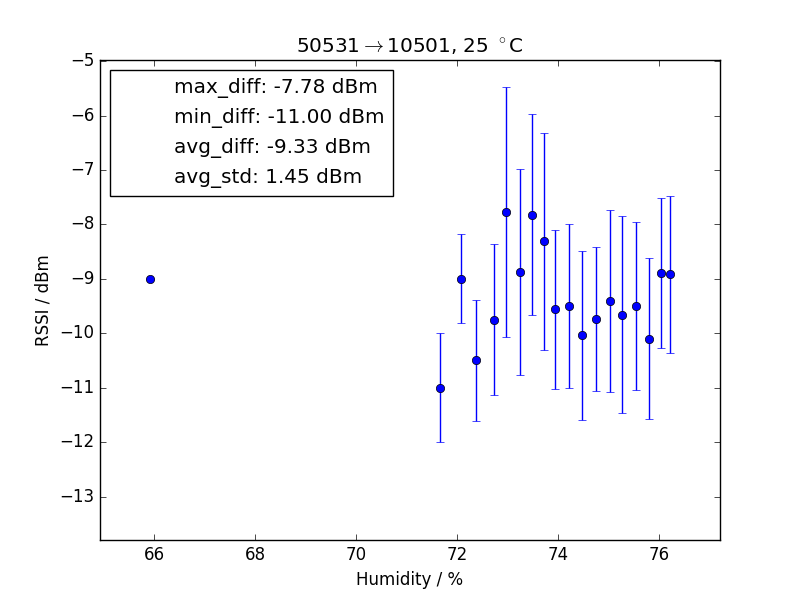 50531→10501, 25 °C
max_diff: -7.78 dBm
min_diff: -11.00 dBm
avg_diff: -9.33 dBm
avg_std: 1.45 dBm
RSSI / dBm
−5
−6
−7
−8
−9
−10
−11
−12
−13
66 68 70 72 74 76
Humidity / %